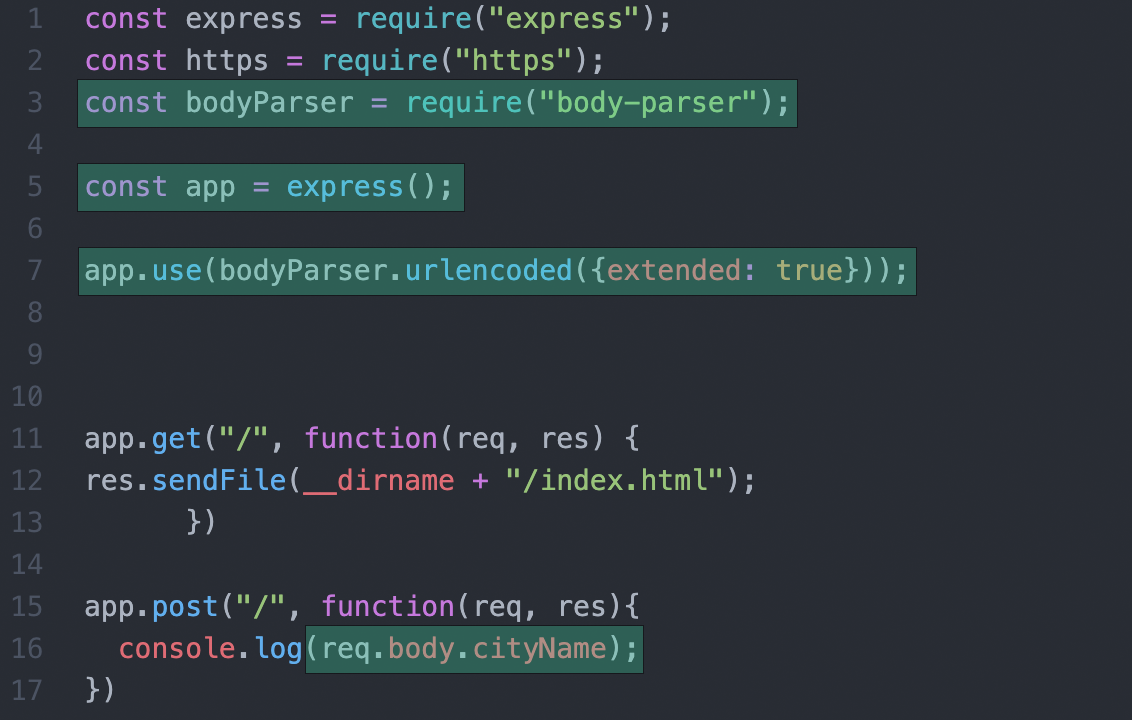 1 const express = require("express");
2 const https = require("https");
3 const bodyParser = require("body-parser");
4
5 const app = express();
6
7 app.use(bodyParser.urlencoded({extended: true}));
8
9
10
11 app.get("/", function(req, res) {
12 res.sendFile(__dirname + "/index.html");
13       })
14
15 app.post("/", function(req, res){
16   console.log(req.body.cityName);
17 })